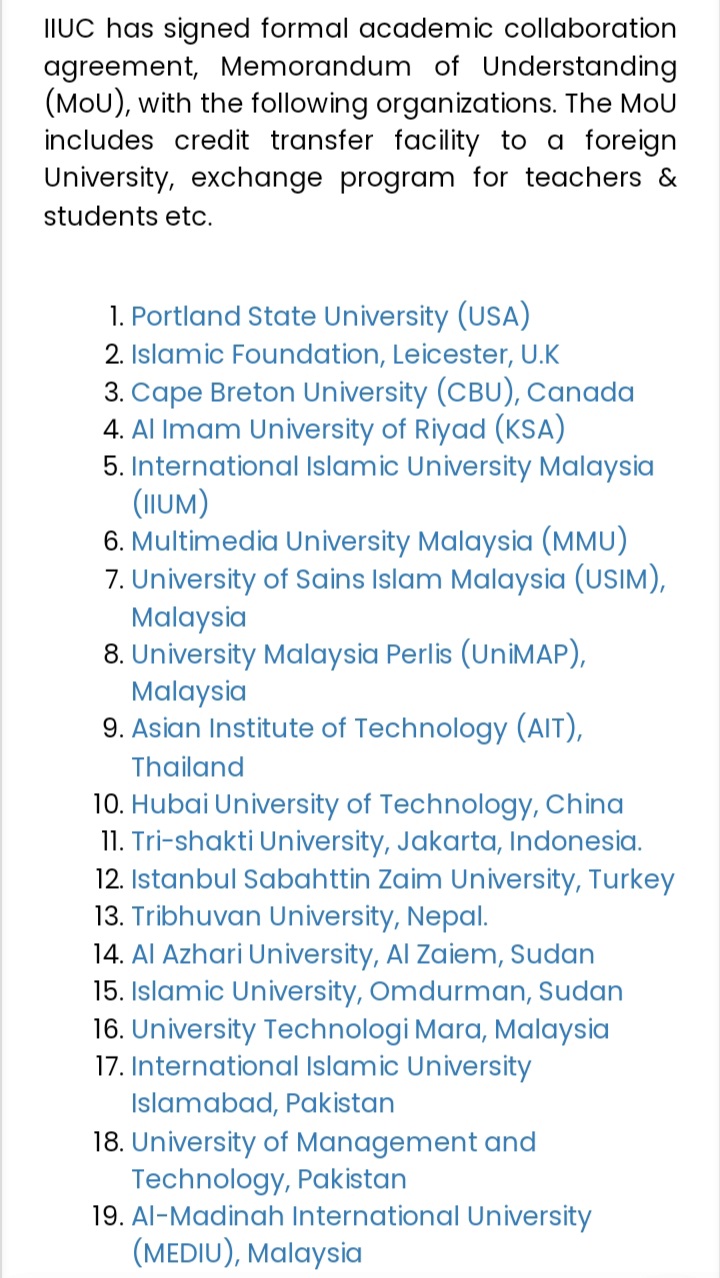 IIUC has signed formal academic collaboration
agreement, Memorandum of Understanding
(MoU), with the following organizations. The MoU
includes credit transfer facility to a foreign
University, exchange program for teachers &
students etc.
1. Portland State University (USA)
2. Islamic Foundation, Leicester, U.K
3. Cape Breton University (CBU), Canada
4. Al Imam University of Riyad (KSA)
5. International Islamic University Malaysia
(IIUM)
6. Multimedia University Malaysia (MMU)
7. University of Sains Islam Malaysia (USIM),
Malaysia
8. University Malaysia Perlis (UniMAP),
Malaysia
9. Asian Institute of Technology (AIT),
Thailand
10. Hubai University of Technology, China
11. Tri-shakti University, Jakarta, Indonesia.
12. Istanbul Sabahttin Zaim University, Turkey
13. Tribhuvan University, Nepal.
14. Al Azhari University, Al Zaiem, Sudan
15. Islamic University, Omdurman, Sudan
16. University Technologi Mara, Malaysia
17. International Islamic University
Islamabad, Pakistan
18. University of Management and
Technology, Pakistan
19. Al-Madinah International University
(MEDIU), Malaysia